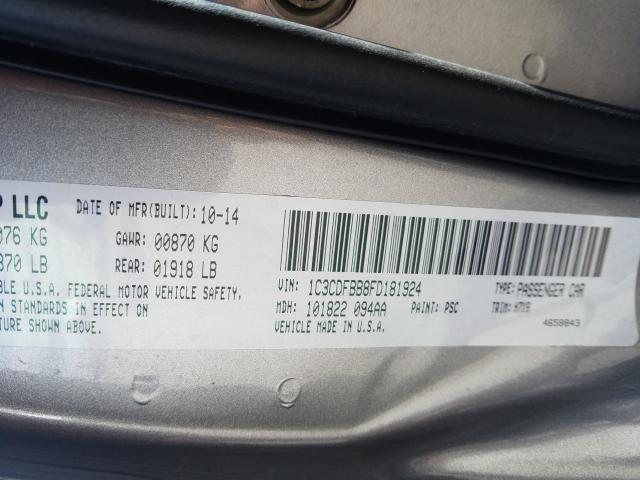 P LLC DATE OF MFR(BUILT): 10-14
076 KG GAWR: 00870 KG
870 LB REAR: 01918 LB
BLE U.S.A. FEDERAL MOTOR VEHICLE SAFETY,
N STANDARDS IN EFFECT ON
TURE SHOWN ABOVE.
VIN: 1C3CDFBB8FD181924 TYPE: PASSENGER CAR
MDH: 101822 094AA PAINT: PSC TRIM: HMX9
VEHICLE MADE IN U.S.A. 4658843